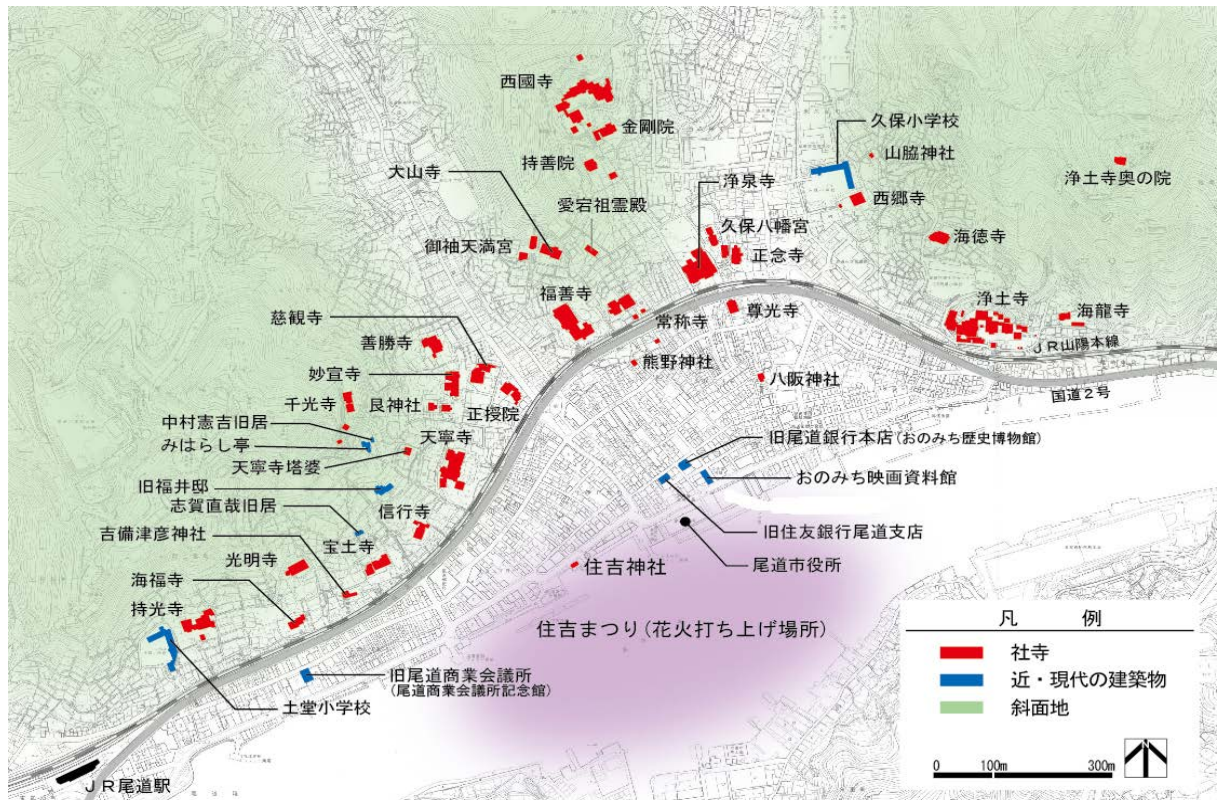 西國寺
金剛院
久保小学校
山脇神社
持善院
犬山寺
浄泉寺
浄土寺奥の院
西郷寺
愛宕祖霊殿
久保八幡宮
御袖天満宮
正念寺
海徳寺
福善寺
浄土寺
海龍寺
慈観寺
常称寺
尊光寺
善勝寺
JR山陽本線
熊野神社
妙宣寺
八阪神社
国道2号
千光寺
艮神社
正授院
中村憲吉旧居
天寧寺
みはらし亭
旧尾道銀行本店(おのみち歴史博物館)
天寧寺塔婆
おのみち映画資料館
旧福井邸
志賀直哉旧居
信行寺
旧住友銀行尾道支店
吉備津彦神社
宝土寺
光明寺
住吉神社
尾道市役所
海福寺
持光寺
住吉まつり(花火打ち上げ場所)
旧尾道商業会議所
(尾道商業会議所記念館)
土堂小学校
JR尾道駅
凡 例
社寺
近・現代の建築物
斜面地
0 100m 300m